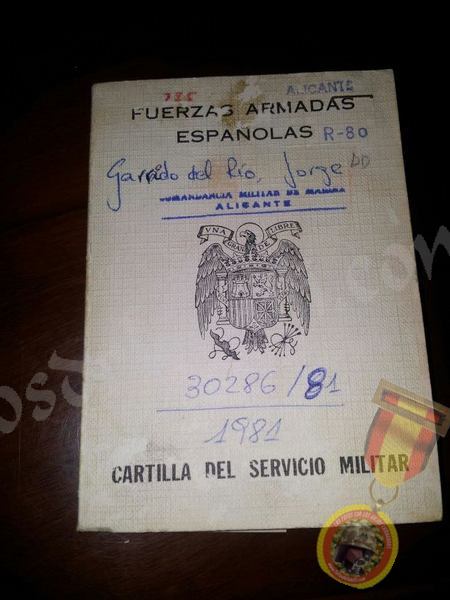 785
ALICANTE
FUERZAS ARMADAS
ESPAÑOLAS R-80
Garrido del Río, Jorge
COMANDANCIA MILITAR DE MARINA
ALICANTE
UNA GRANDE LIBRE
30286/81
1981
CARTILLA DEL SERVICIO MILITAR